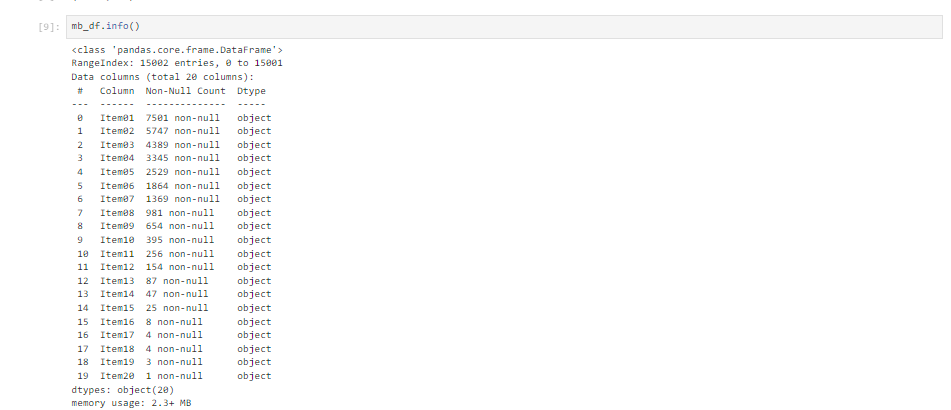 [9]: mb_df.info()
<class 'pandas.core.frame.DataFrame'>
RangeIndex: 15002 entries, 0 to 15001
Data columns (total 20 columns):
 #   Column  Non-Null Count  Dtype
---  ------  --------------  -----
 0   Item01  7501 non-null   object
 1   Item02  5747 non-null   object
 2   Item03  4389 non-null   object
 3   Item04  3345 non-null   object
 4   Item05  2529 non-null   object
 5   Item06  1864 non-null   object
 6   Item07  1369 non-null   object
 7   Item08  981 non-null    object
 8   Item09  654 non-null    object
 9   Item10  395 non-null    object
 10  Item11  256 non-null    object
 11  Item12  154 non-null    object
 12  Item13  87 non-null     object
 13  Item14  47 non-null     object
 14  Item15  25 non-null     object
 15  Item16  8 non-null      object
 16  Item17  4 non-null      object
 17  Item18  4 non-null      object
 18  Item19  3 non-null      object
 19  Item20  1 non-null      object
dtypes: object(20)
memory usage: 2.3+ MB